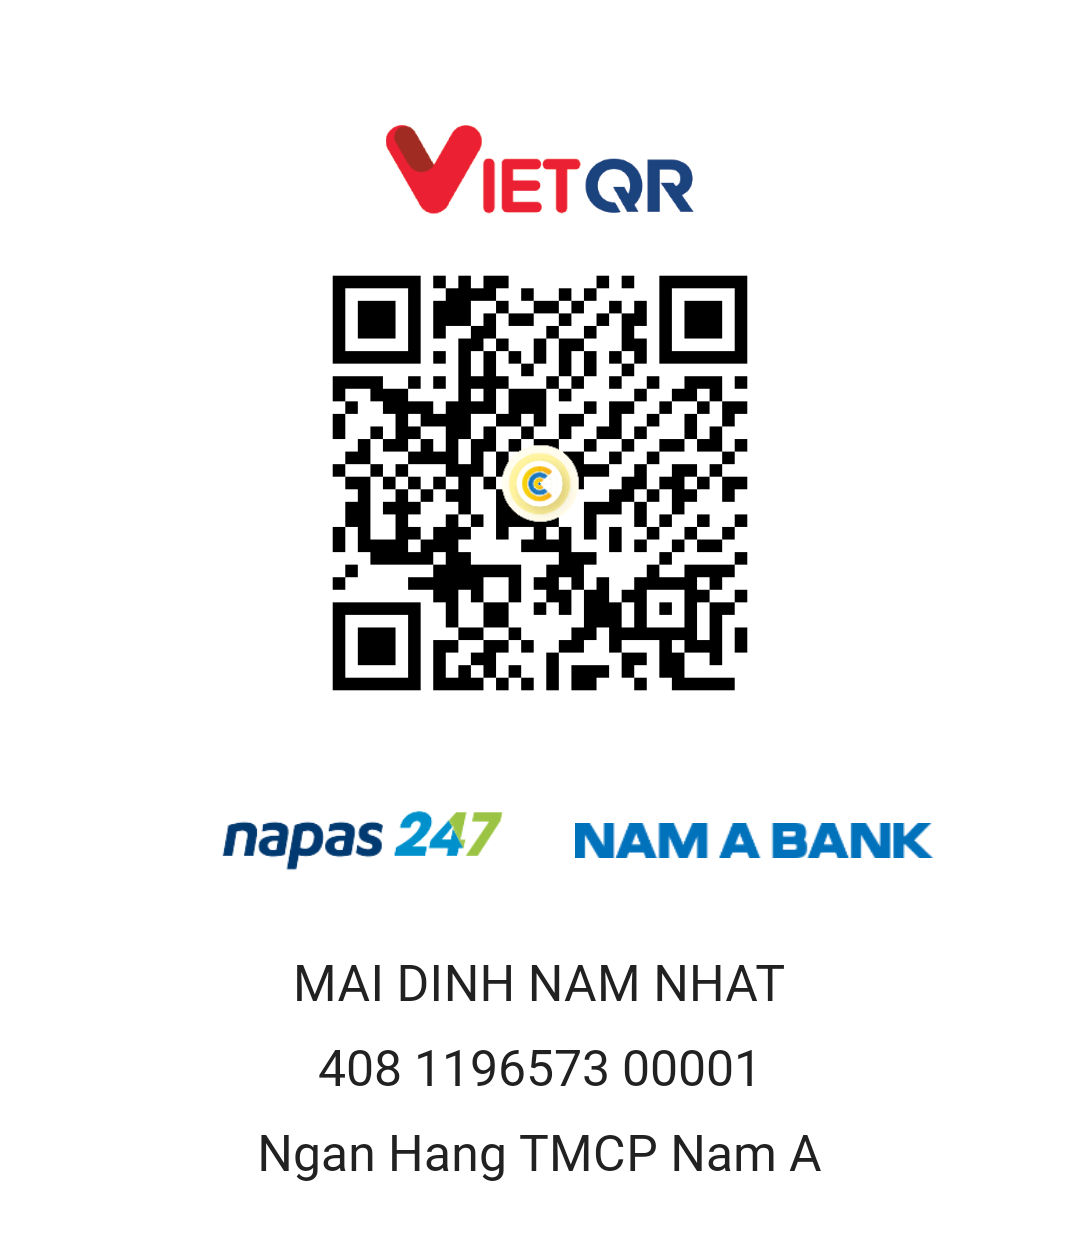 VIETQR
napas 247
NAM A BANK
MAI DINH NAM NHAT
408 1196573 00001
Ngan Hang TMCP Nam A